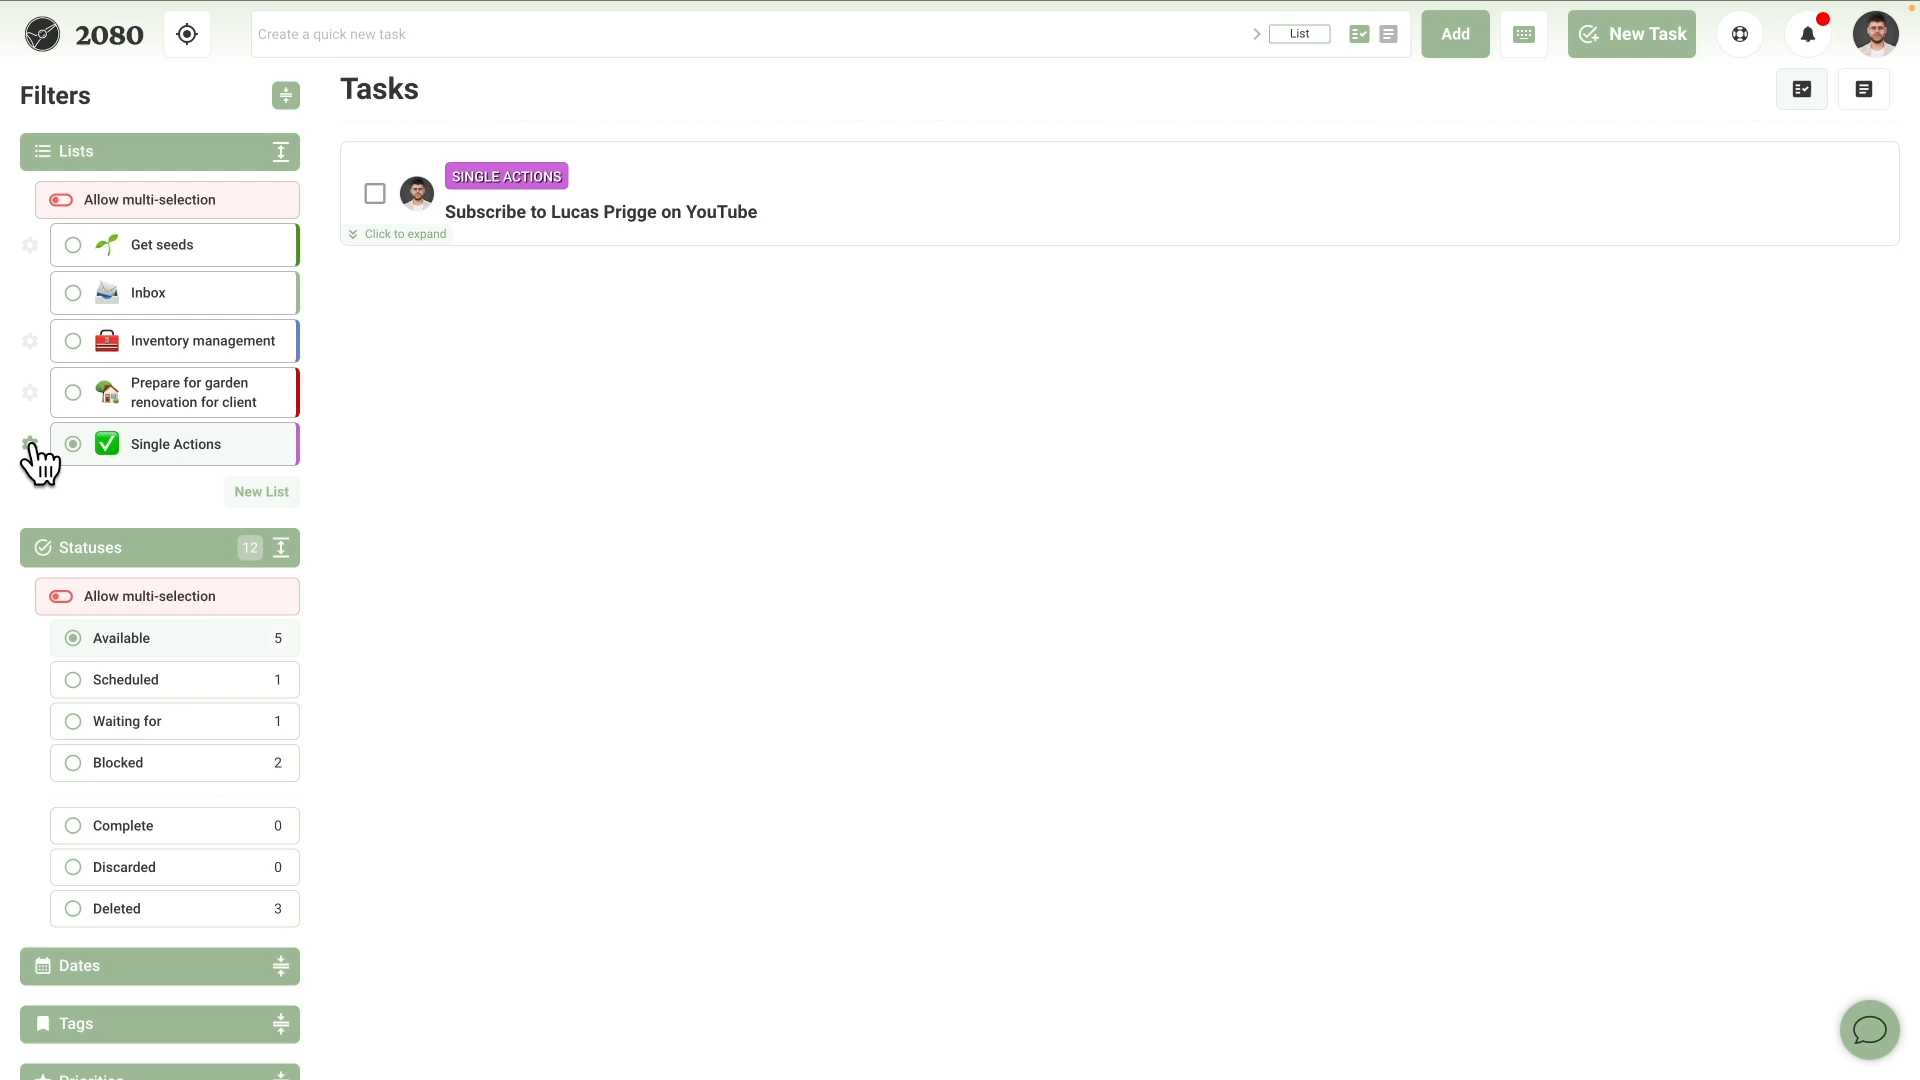 2080
Create a quick new task
List
Add
New Task
Filters
Lists
Allow multi-selection
Get seeds
Inbox
Inventory management
Prepare for garden
renovation for client
Single Actions
New List
Statuses 12
Allow multi-selection
Available 5
Scheduled 1
Waiting for 1
Blocked 2
Complete 0
Discarded 0
Deleted 3
Dates
Tags
Priorities
Tasks
SINGLE ACTIONS
Subscribe to Lucas Prigge on YouTube
Click to expand